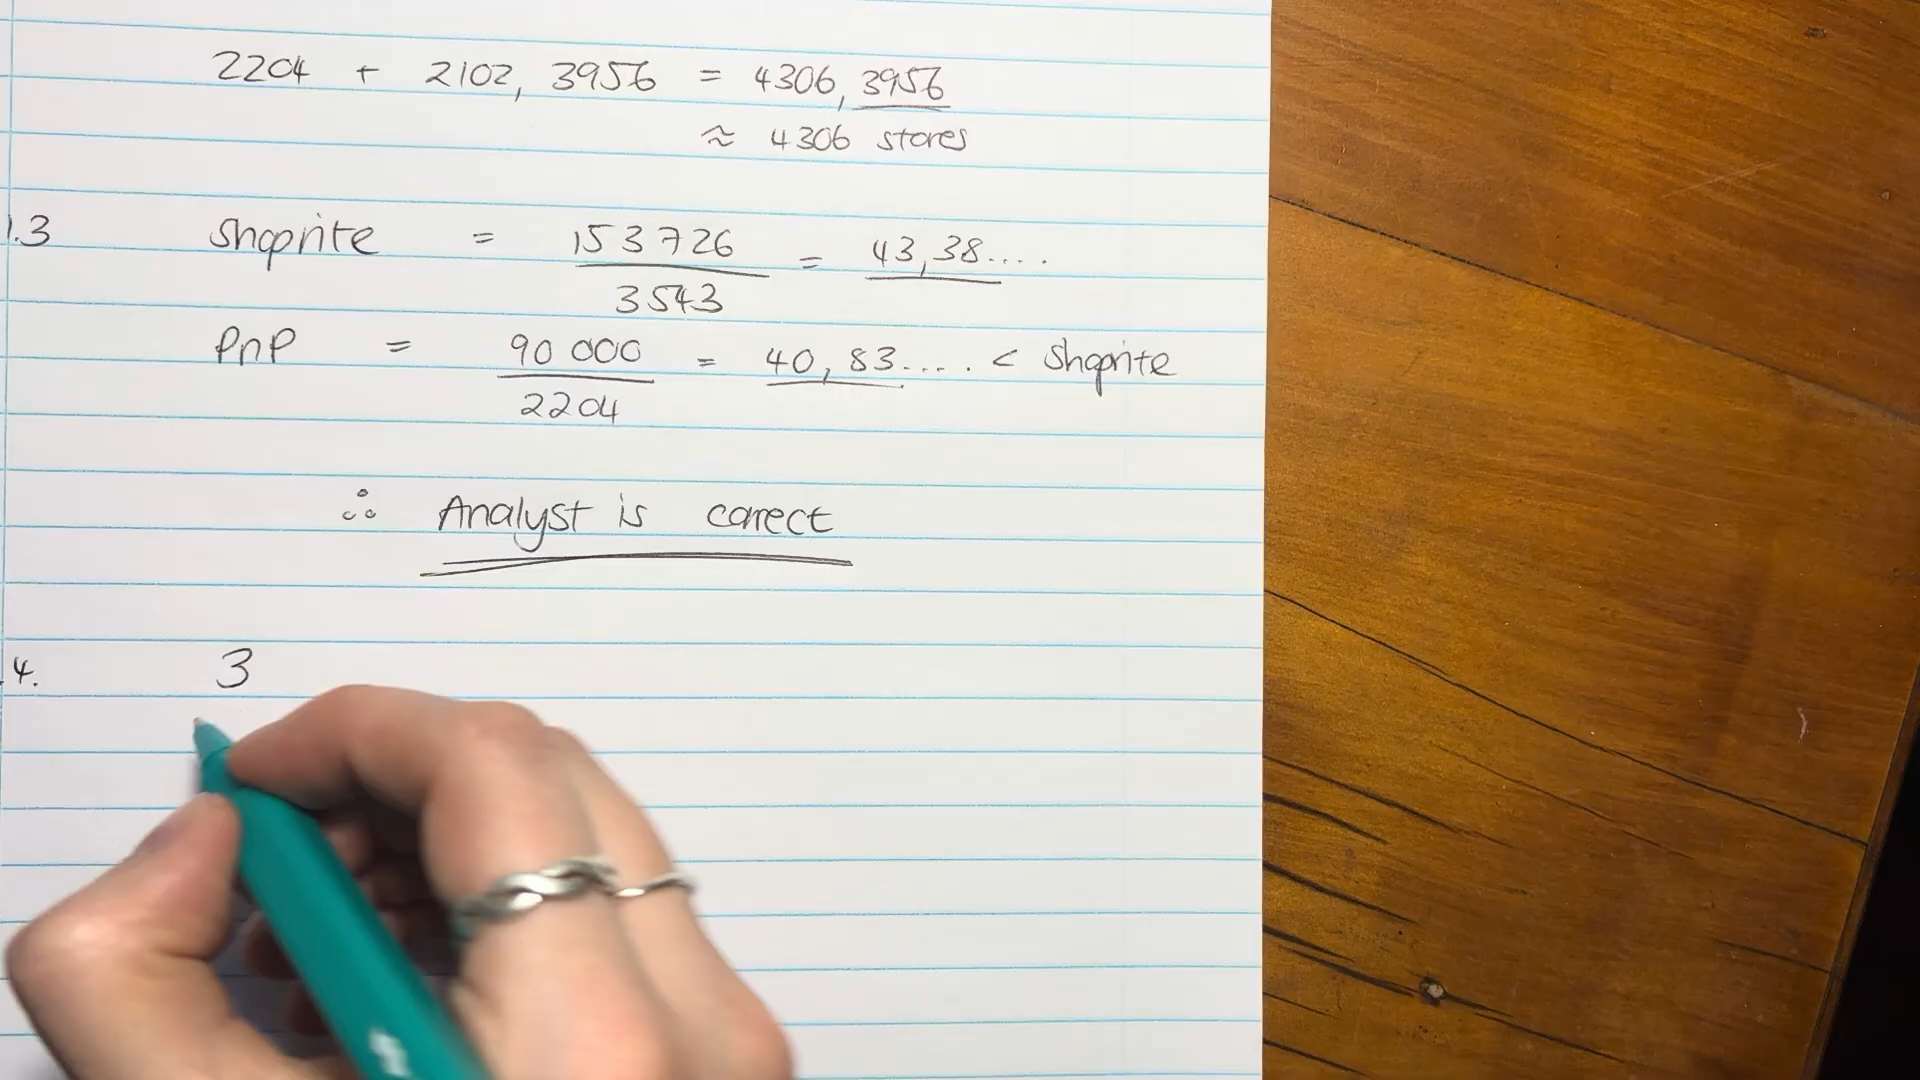 2204 + 2102,3956 = 4306,3956
≈ 4306 stores
1.3 Shoprite = 153726 / 3543 = 43,38....
PnP = 90 000 / 2204 = 40,83.... < Shoprite
∴ Analyst is correct
.4. 3